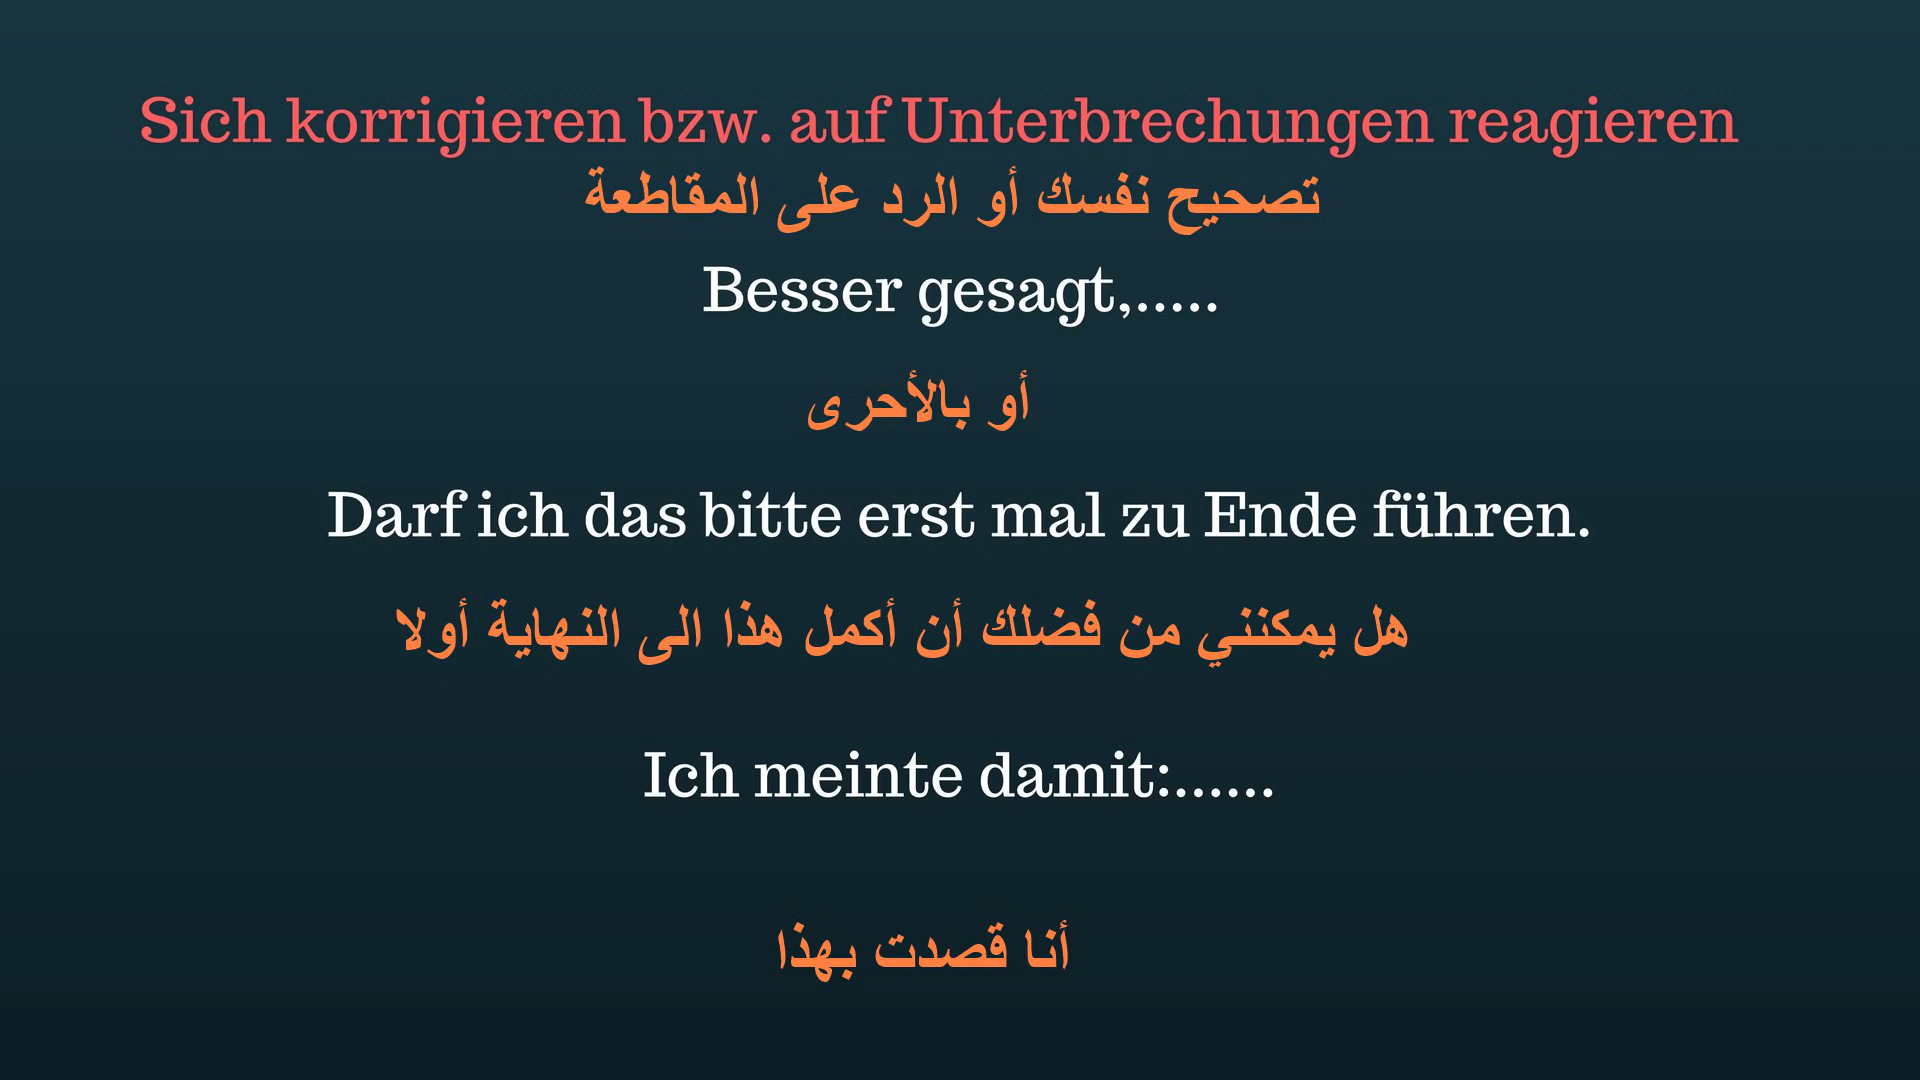 Sich korrigieren bzw. auf Unterbrechungen reagieren
تصحيح نفسك أو الرد على المقاطعة
Besser gesagt,.....
أو بالأحرى
Darf ich das bitte erst mal zu Ende führen.
هل يمكنني من فضلك أن أكمل هذا الى النهاية أولا
Ich meinte damit:......
أنا قصدت بهذا